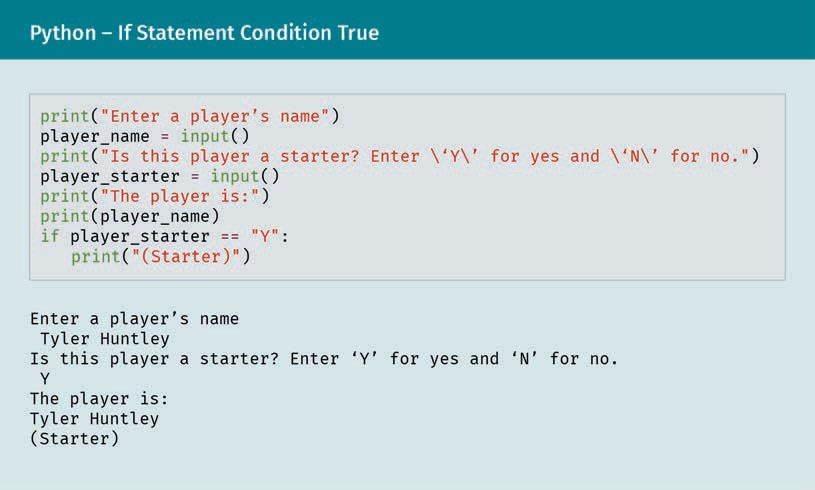 Python – If Statement Condition True
print("Enter a player’s name")
player_name = input()
print("Is this player a starter? Enter \‘Y\’ for yes and \‘N\’ for no.")
player_starter = input()
print("The player is:")
print(player_name)
if player_starter == "Y":
   print("(Starter)")
Enter a player’s name
 Tyler Huntley
Is this player a starter? Enter ‘Y’ for yes and ‘N’ for no.
 Y
The player is:
Tyler Huntley
(Starter)